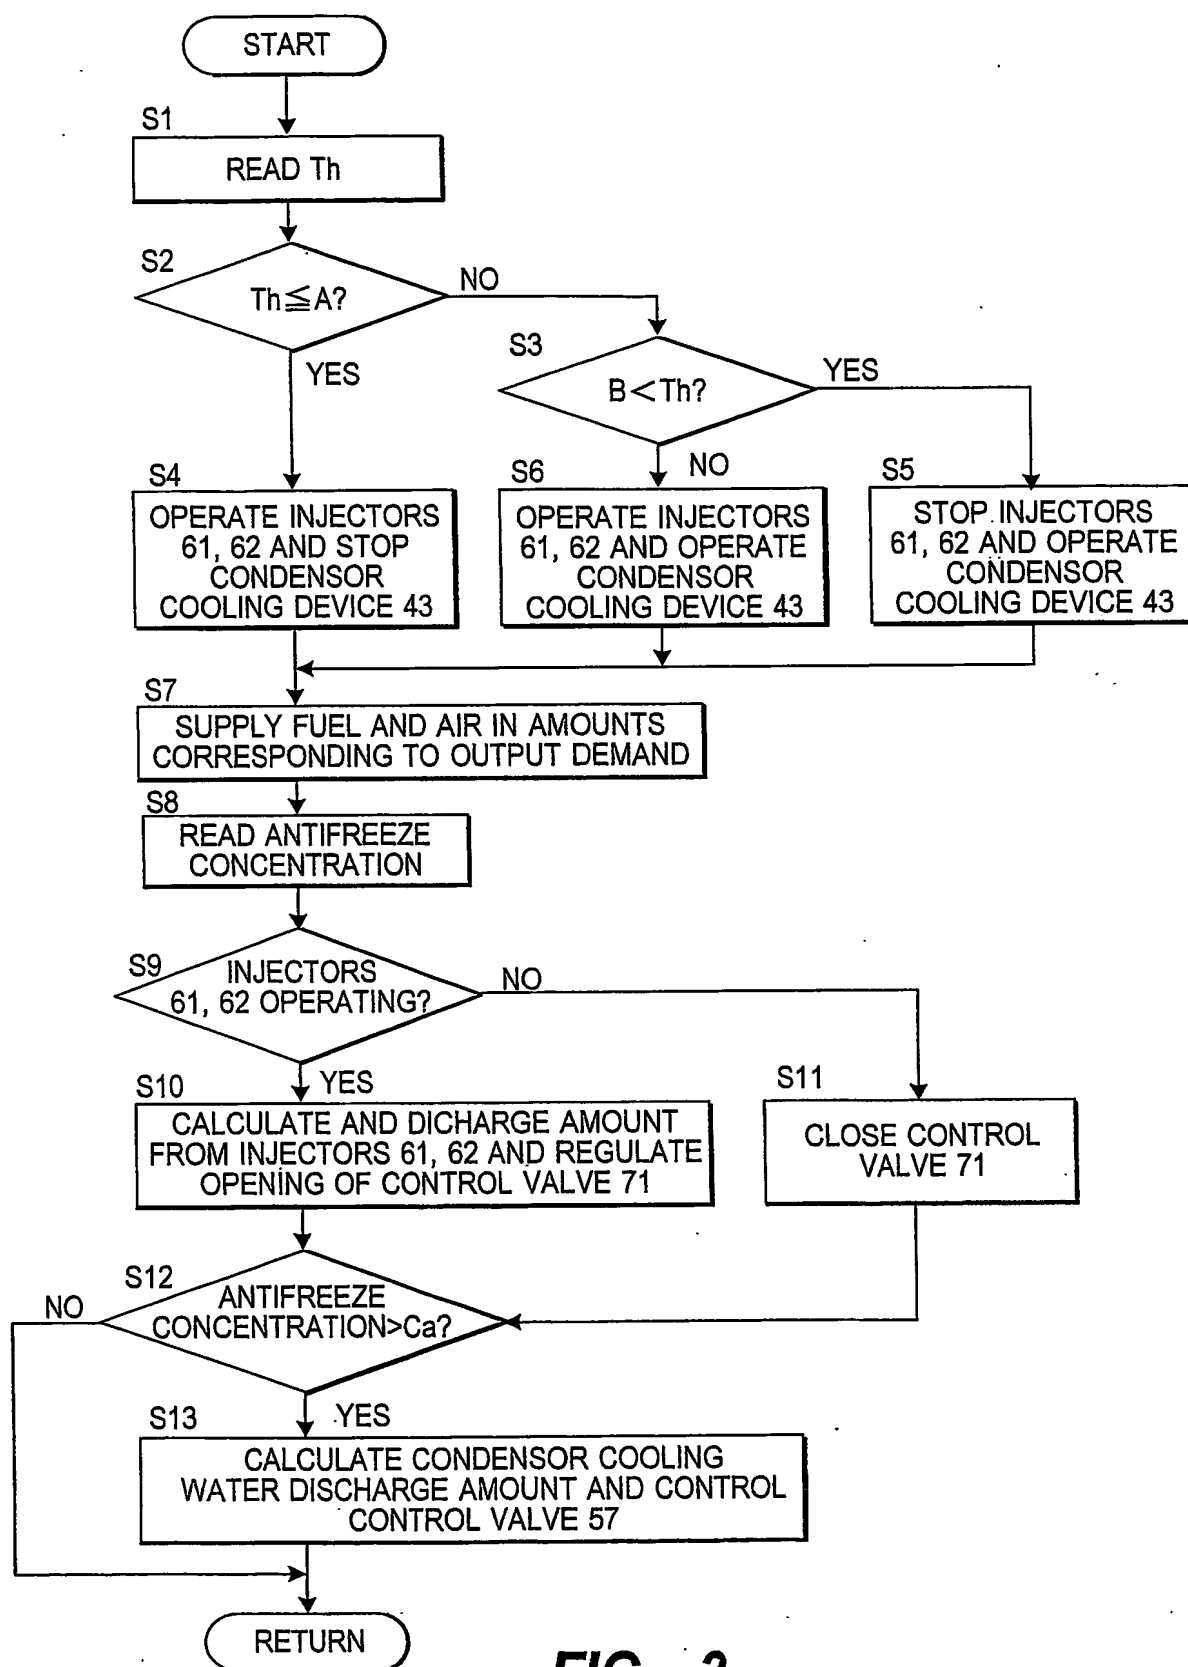 START
S1
READ Th
S2
Th≦A?
NO
YES
S3
B<Th?
YES
NO
S4
OPERATE INJECTORS
61, 62 AND STOP
CONDENSOR
COOLING DEVICE 43
S6
OPERATE INJECTORS
61, 62 AND OPERATE
CONDENSOR
COOLING DEVICE 43
S5
STOP INJECTORS
61, 62 AND OPERATE
CONDENSOR
COOLING DEVICE 43
S7
SUPPLY FUEL AND AIR IN AMOUNTS
CORRESPONDING TO OUTPUT DEMAND
S8
READ ANTIFREEZE
CONCENTRATION
S9
INJECTORS
61, 62 OPERATING?
NO
YES
S10
CALCULATE AND DICHARGE AMOUNT
FROM INJECTORS 61, 62 AND REGULATE
OPENING OF CONTROL VALVE 71
S11
CLOSE CONTROL
VALVE 71
S12
ANTIFREEZE
CONCENTRATION>Ca?
NO
YES
S13
CALCULATE CONDENSOR COOLING
WATER DISCHARGE AMOUNT AND CONTROL
CONTROL VALVE 57
RETURN